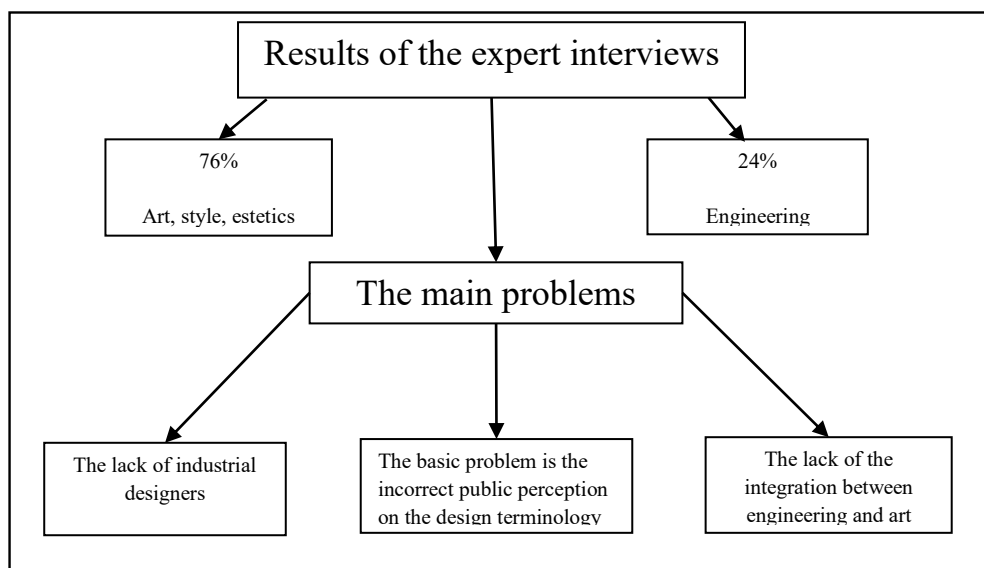 Results of the expert interviews
76%
Art, style, estetics
24%
Engineering
The main problems
The lack of industrial
designers
The basic problem is the
incorrect public perception
on the design terminology
The lack of the
integration between
engineering and art